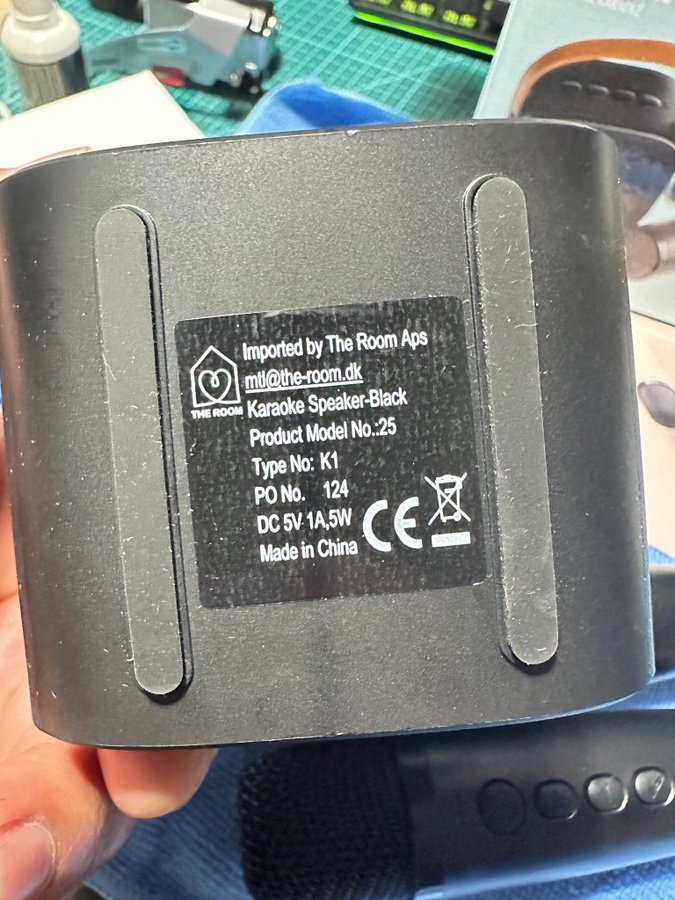 Imported by The Room Aps
mtl@the-room.dk
THE ROOM
Karaoke Speaker-Black
Product Model No.:25
Type No: K1
PO No. 124
DC 5V 1A,5W
CE
Made in China